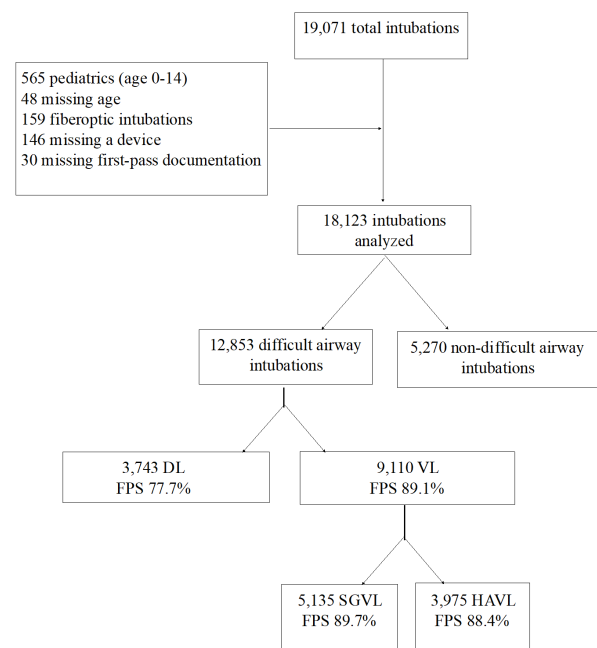 19,071 total intubations
565 pediatrics (age 0-14)
48 missing age
159 fiberoptic intubations
146 missing a device
30 missing first-pass documentation
18,123 intubations
analyzed
12,853 difficult airway
intubations
5,270 non-difficult airway
intubations
3,743 DL
FPS 77.7%
9,110 VL
FPS 89.1%
5,135 SGVL
FPS 89.7%
3,975 HAVL
FPS 88.4%